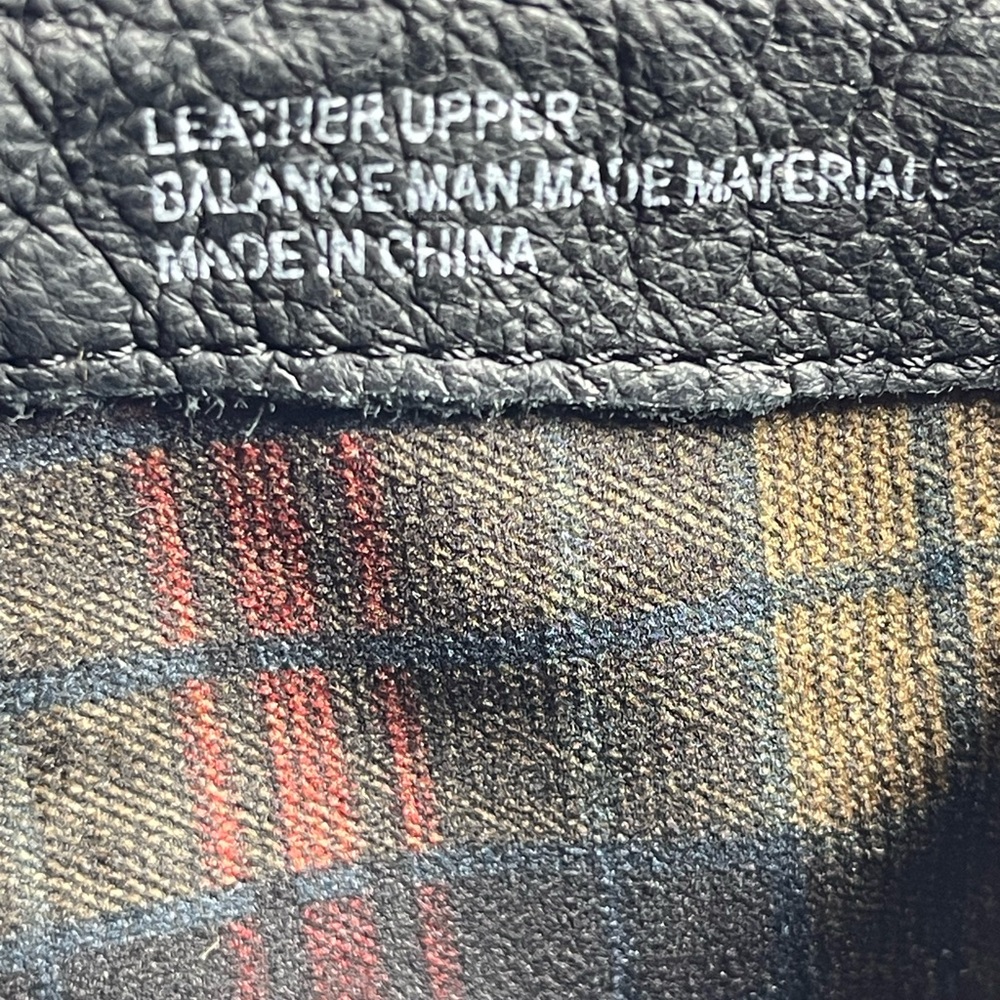 LEATHER UPPER
BALANCE MAN MADE MATERIALS
MADE IN CHINA